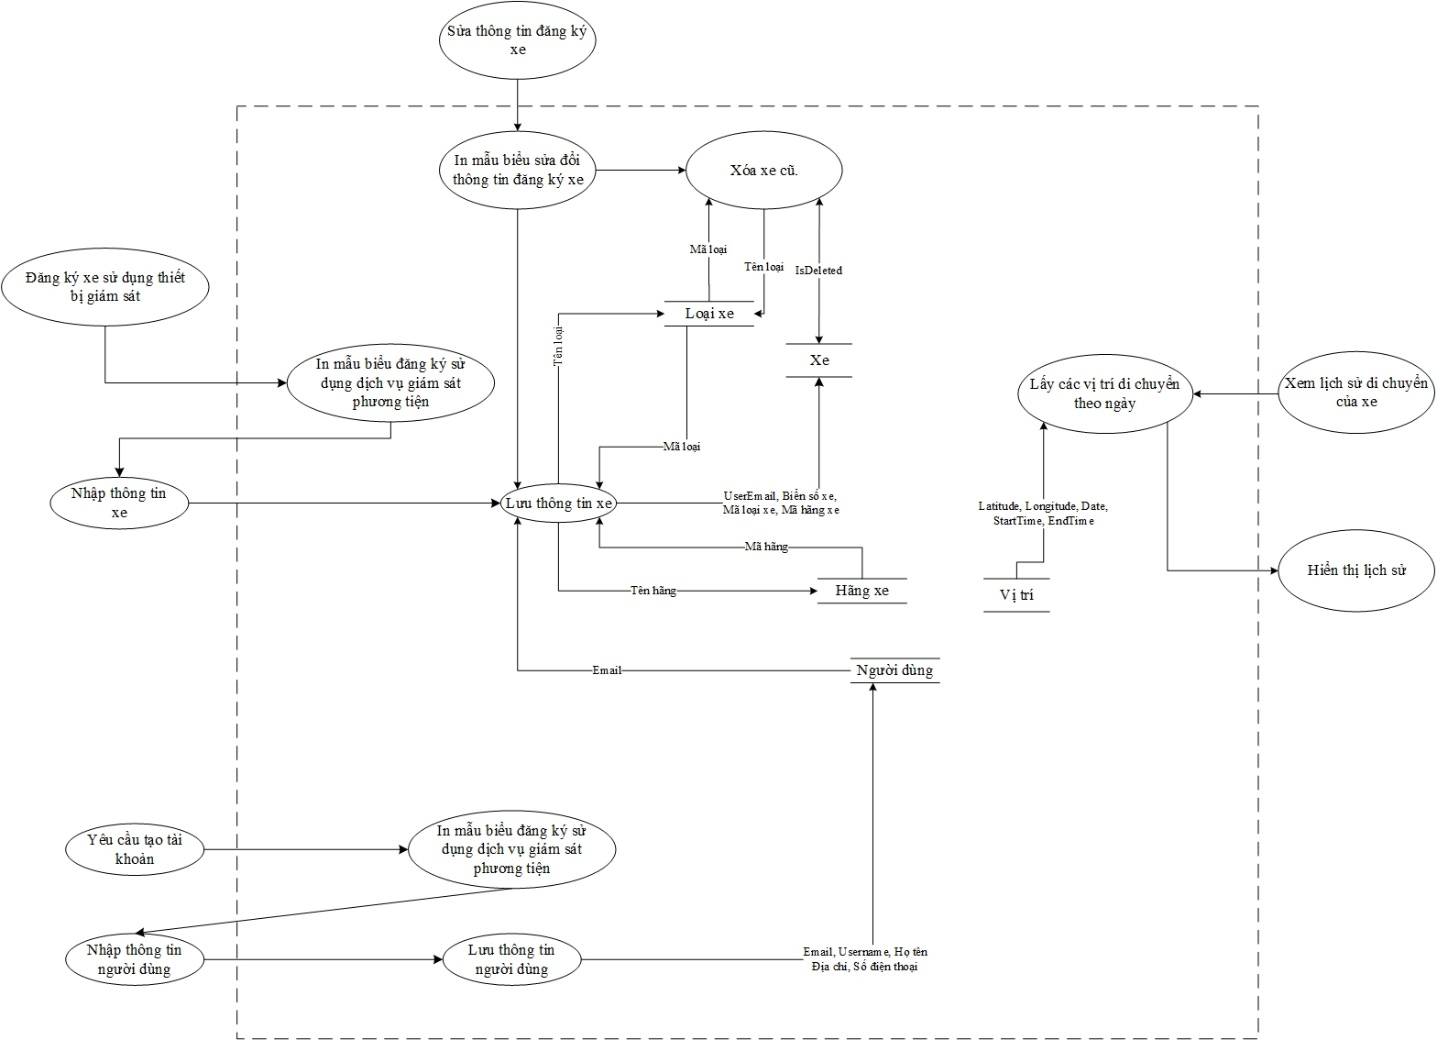 Sửa thông tin đăng ký
xe
In mẫu biểu sửa đổi
thông tin đăng ký xe
Xóa xe cũ.
Mã loại
Tên loại
IsDeleted
Đăng ký xe sử dụng thiết
bị giám sát
Loại xe
Tên loại
Xe
In mẫu biểu đăng ký sử
dụng dịch vụ giám sát
phương tiện
Lấy các vị trí di chuyển
theo ngày
Xem lịch sử di chuyển
của xe
Mã loại
Nhập thông tin
xe
Lưu thông tin xe
UserEmail, Biển số xe,
Mã loại xe, Mã hãng xe
Latitude, Longitude, Date,
StartTime, EndTime
Mã hãng
Tên hãng
Hãng xe
Vị trí
Hiển thị lịch sử
Email
Người dùng
Yêu cầu tạo tài
khoản
In mẫu biểu đăng ký sử
dụng dịch vụ giám sát
phương tiện
Nhập thông tin
người dùng
Lưu thông tin
người dùng
Email, Username, Họ tên
Địa chỉ, Số điện thoại